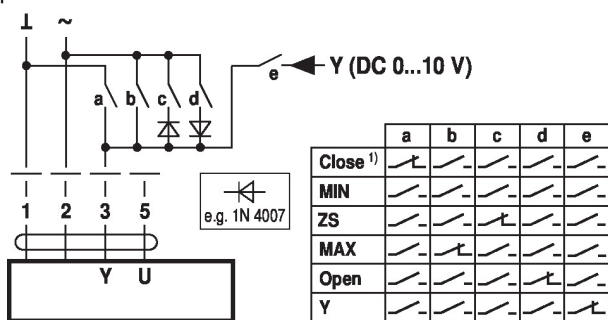 ⊥ ~
a b c d e Y (DC 0...10 V)
1 2 3 5
Y U
e.g. 1N 4007
a b c d e
Close 1)
MIN
ZS
MAX
Open
Y